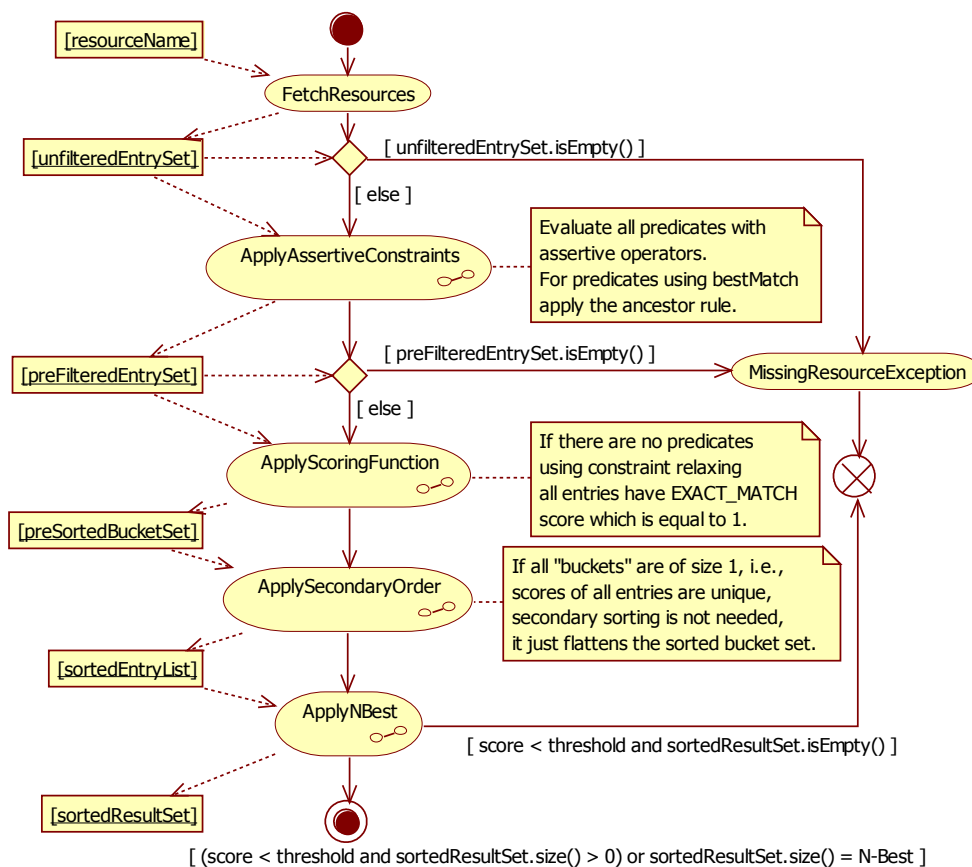 [resourceName]
FetchResources
[ unfilteredEntrySet.isEmpty() ]
[unfilteredEntrySet]
[ else ]
Evaluate all predicates with
assertive operators.
For predicates using bestMatch
apply the ancestor rule.
ApplyAssertiveConstraints
[ preFilteredEntrySet.isEmpty() ]
[preFilteredEntrySet]
MissingResourceException
[ else ]
If there are no predicates
using constraint relaxing
all entries have EXACT_MATCH
score which is equal to 1.
ApplyScoringFunction
[preSortedBucketSet]
If all "buckets" are of size 1, i.e.,
scores of all entries are unique,
secondary sorting is not needed,
it just flattens the sorted bucket set.
ApplySecondaryOrder
[sortedEntryList]
ApplyNBest
[ score < threshold and sortedResultSet.isEmpty() ]
[sortedResultSet]
[ (score < threshold and sortedResultSet.size() > 0) or sortedResultSet.size() = N-Best ]